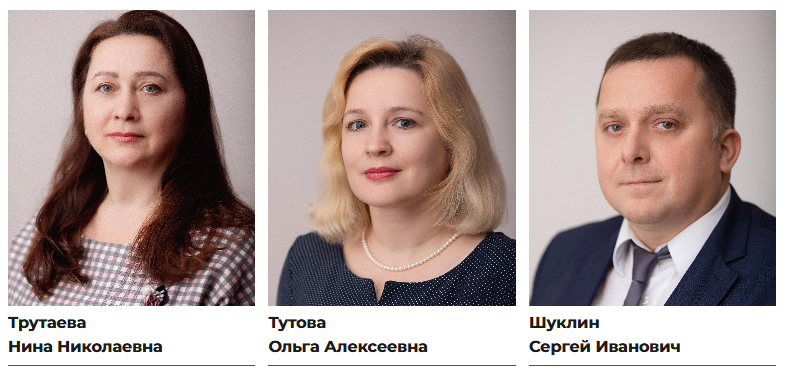 Трутаева
Нина Николаевна
Тутова
Ольга Алексеевна
Шуклин
Сергей Иванович